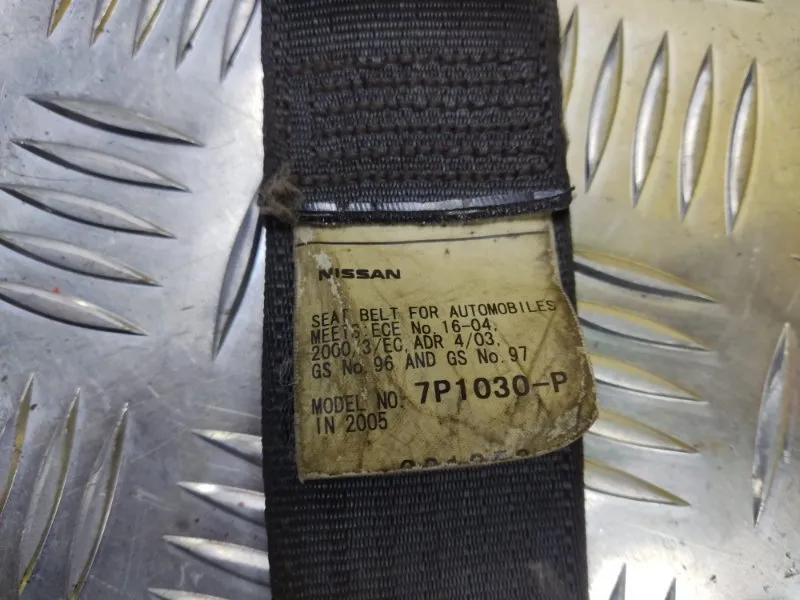 NISSAN
SEAT BELT FOR AUTOMOBILES
MEETS ECE No. 16-04,
2000/3/EC, ADR 4/03,
GS No. 96 AND GS No. 97
MODEL NO. 7P1030-P
IN 2005